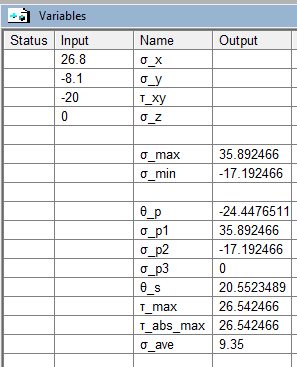 Variables
Status Input Name Output
26.8 σ_x
-8.1 σ_y
-20 τ_xy
0 σ_z
σ_max 35.892466
σ_min -17.192466
θ_p -24.4476511
σ_p1 35.892466
σ_p2 -17.192466
σ_p3 0
θ_s 20.5523489
τ_max 26.542466
τ_abs_max 26.542466
σ_ave 9.35